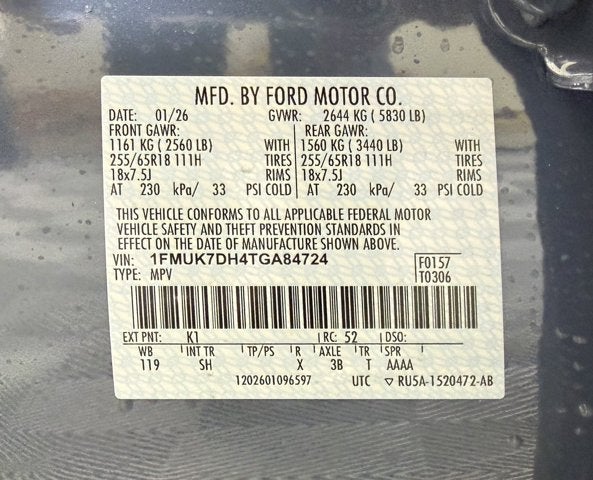 MFD. BY FORD MOTOR CO.
DATE: 01/26 GVWR: 2644 KG ( 5830 LB)
FRONT GAWR: REAR GAWR:
1161 KG ( 2560 LB) WITH 1560 KG ( 3440 LB) WITH
255/65R18 111H TIRES 255/65R18 111H TIRES
18x7.5J RIMS 18x7.5J RIMS
AT 230 kPa/ 33 PSI COLD AT 230 kPa/ 33 PSI COLD
THIS VEHICLE CONFORMS TO ALL APPLICABLE FEDERAL MOTOR
VEHICLE SAFETY AND THEFT PREVENTION STANDARDS IN
EFFECT ON THE DATE OF MANUFACTURE SHOWN ABOVE.
VIN: 1FMUK7DH4TGA84724 F0157
TYPE: MPV T0306
EXT PNT: K1 RC: 52 DSO:
WB INT TR TP/PS R AXLE TR SPR
119 SH X 3B T AAAA
1202601096597 UTC ▽ RU5A-1520472-AB